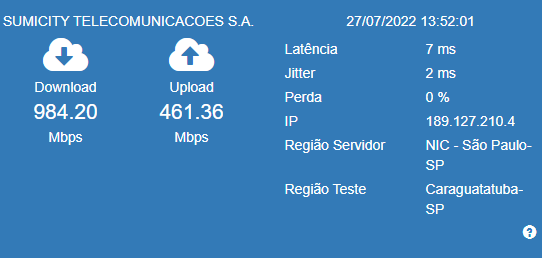 SUMICITY TELECOMUNICACOES S.A.
Download
984.20
Mbps
Upload
461.36
Mbps
27/07/2022 13:52:01
Latência 7 ms
Jitter 2 ms
Perda 0 %
IP 189.127.210.4
Região Servidor NIC - São Paulo-
SP
Região Teste Caraguatatuba-
SP
?